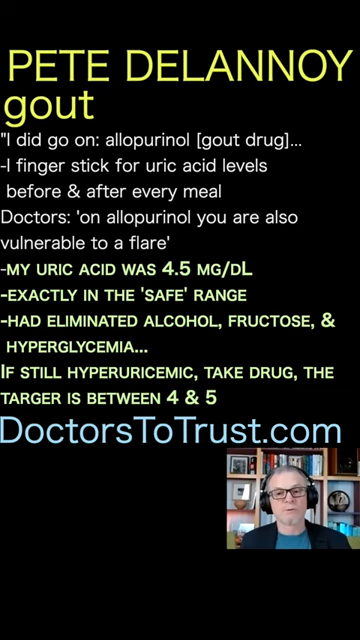 PETE DELANNOY
gout
"I did go on: allopurinol [gout drug]...
-I finger stick for uric acid levels
before & after every meal
Doctors: 'on allopurinol you are also
vulnerable to a flare'
-MY URIC ACID WAS 4.5 MG/DL
-EXACTLY IN THE 'SAFE' RANGE
-HAD ELIMINATED ALCOHOL, FRUCTOSE, &
HYPERGLYCEMIA...
IF STILL HYPERURICEMIC, TAKE DRUG, THE
TARGER IS BETWEEN 4 & 5
DoctorsToTrust.com